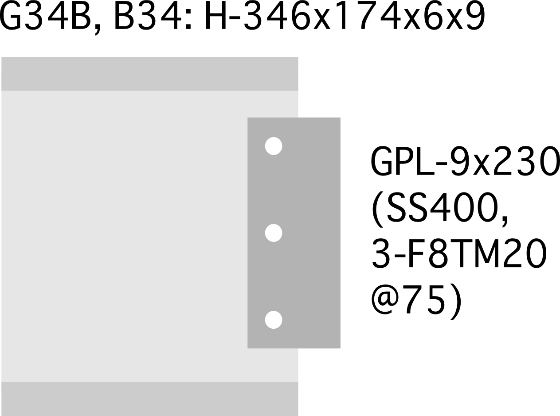 G34B, B34: H-346x174x6x9
GPL-9x230
(SS400,
3-F8TM20
@75)